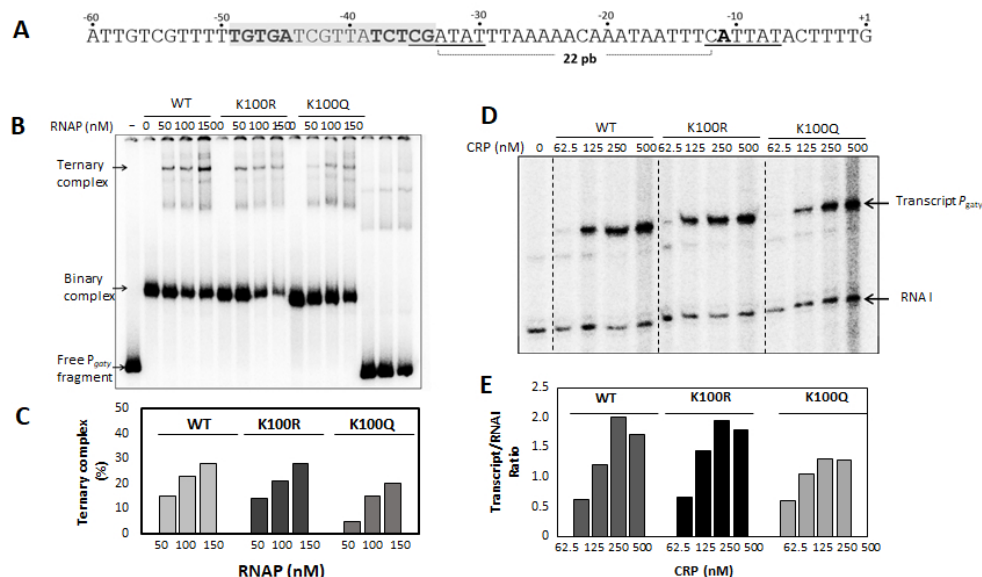 A
-60 -50 -40 -30 -20 -10 +1
ATTGTCGTTTTTGTGATCGTTATCTCGATATTTAAAAACAAATAATTTCATTATACTTTTG
22 pb
B
WT K100R K100Q
RNAP (nM) – 0 50 100 150 0 50 100 150 0 50 100 150
Ternary
complex
Binary
complex
Free Pgaty
fragment
C
Ternary complex
(%)
50
40
30
20
10
0
WT K100R K100Q
50 100 150 50 100 150 50 100 150
RNAP (nM)
D
WT K100R K100Q
CRP (nM) 0 62.5 125 250 500 62.5 125 250 500 62.5 125 250 500
Transcript Pgaty
RNA I
E
Transcript/RNAI
Ratio
2.5
2.0
1.5
1.0
0.5
0.0
WT K100R K100Q
62.5 125 250 500 62.5 125 250 500 62.5 125 250 500
CRP (nM)